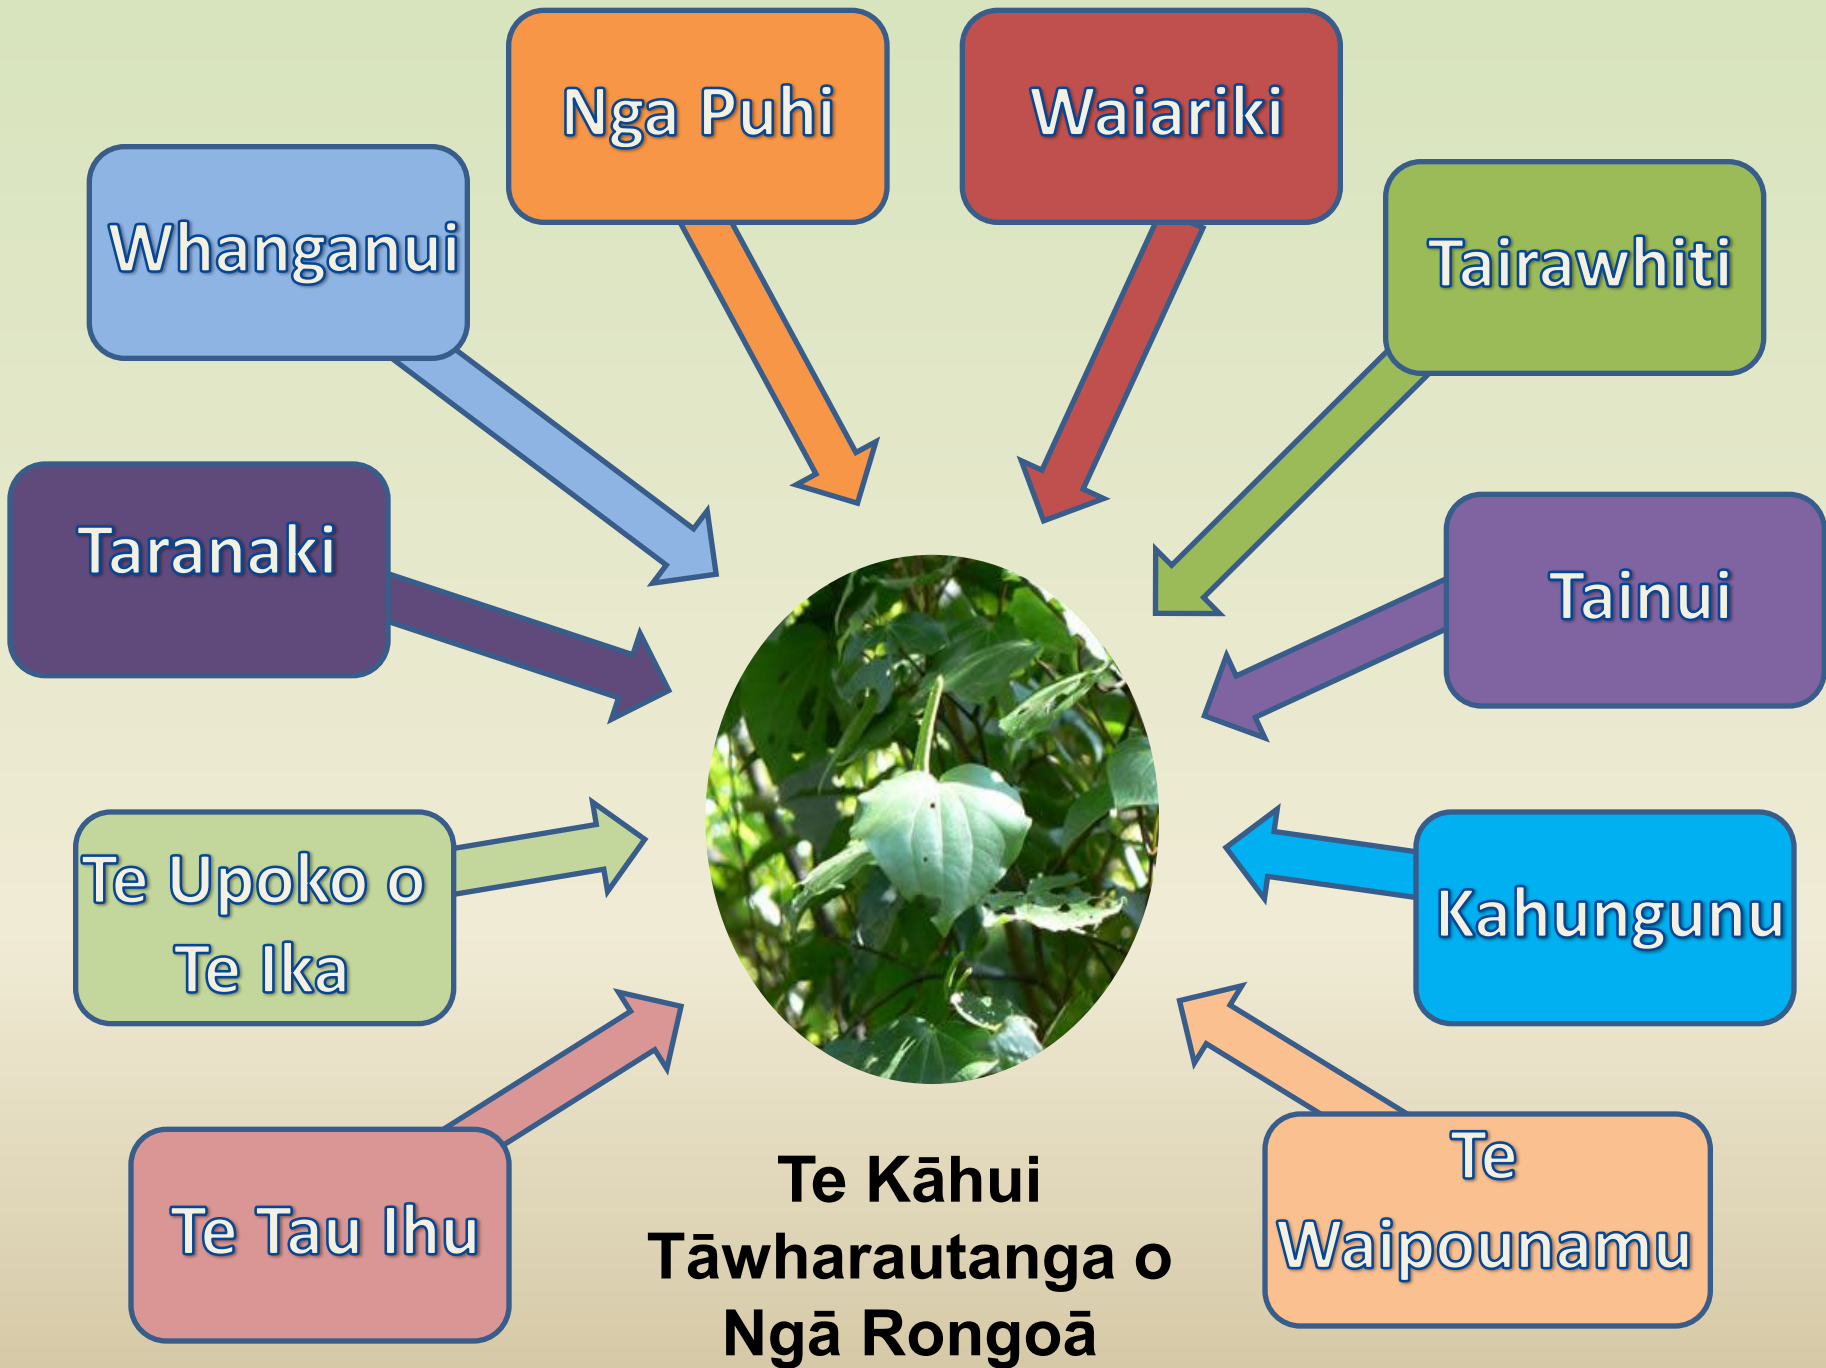 Nga Puhi
Waiariki
Whanganui
Tairawhiti
Taranaki
Tainui
Te Upoko o
Te Ika
Kahungunu
Te Tau Ihu
Te
Waipounamu
Te Kāhui
Tāwharautanga o
Ngā Rongoā